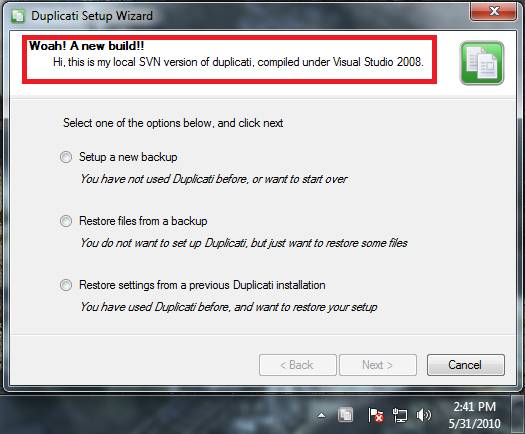 Duplicati Setup Wizard
Woah! A new build!!
Hi, this is my local SVN version of duplicati, compiled under Visual Studio 2008.
Select one of the options below, and click next
Setup a new backup
You have not used Duplicati before, or want to start over
Restore files from a backup
You do not want to set up Duplicati, but just want to restore some files
Restore settings from a previous Duplicati installation
You have used Duplicati before, and want to restore your setup
< Back Next > Cancel
2:41 PM
5/31/2010